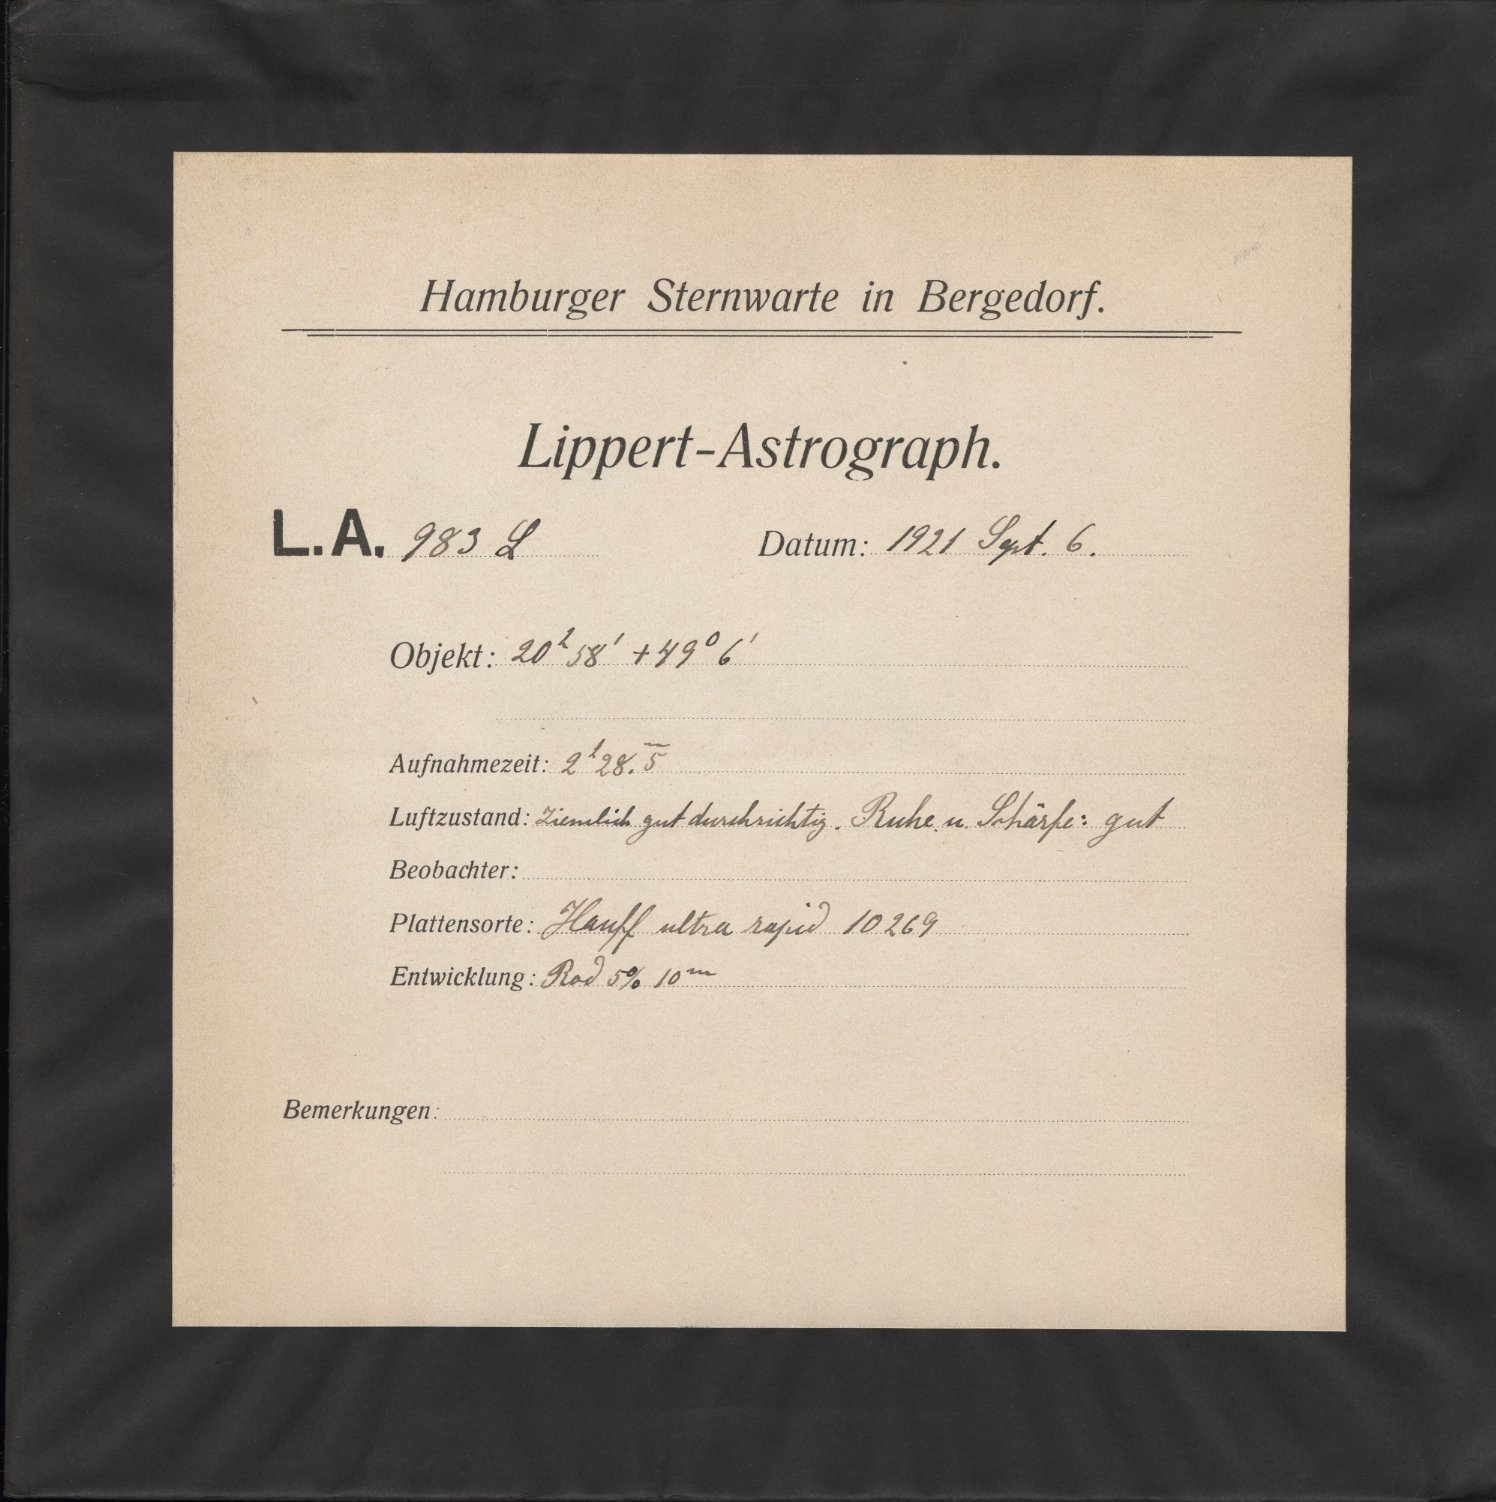 Hamburger Sternwarte in Bergedorf.
Lippert-Astrograph.
L.A. 983 L Datum: 1921 Sept. 6.
Objekt: 20ʰ 58′ +49° 6′
Aufnahmezeit: 2ʰ 28.ᵐ5
Luftzustand: ziemlich gut durchsichtig. Ruhe u. Schärfe: gut
Beobachter:
Plattensorte: Hauff ultra rapid 10269
Entwicklung: Rod 5% 10ᵐ
Bemerkungen: